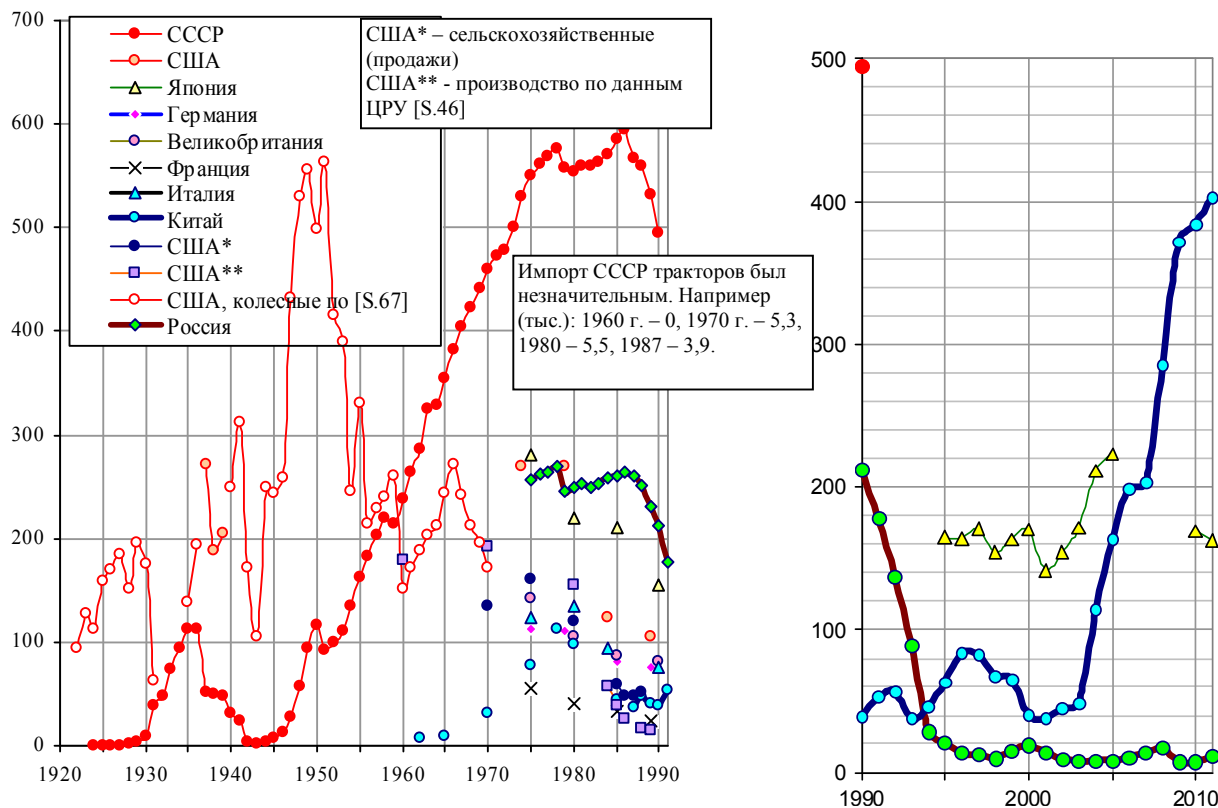 700
600
500
400
300
200
100
0
1920
1930
1940
1950
1960
1970
1980
1990
СССР
США
Япония
Германия
Великобритания
Франция
Италия
Китай
США*
США**
США, колесные по [S.67]
Россия
США* – сельскохозяйственные
(продажи)
США** - производство по данным
ЦРУ [S.46]
Импорт СССР тракторов был
незначительным. Например
(тыс.): 1960 г. – 0, 1970 г. – 5,3,
1980 – 5,5, 1987 – 3,9.
500
400
300
200
100
0
1990
2000
2010